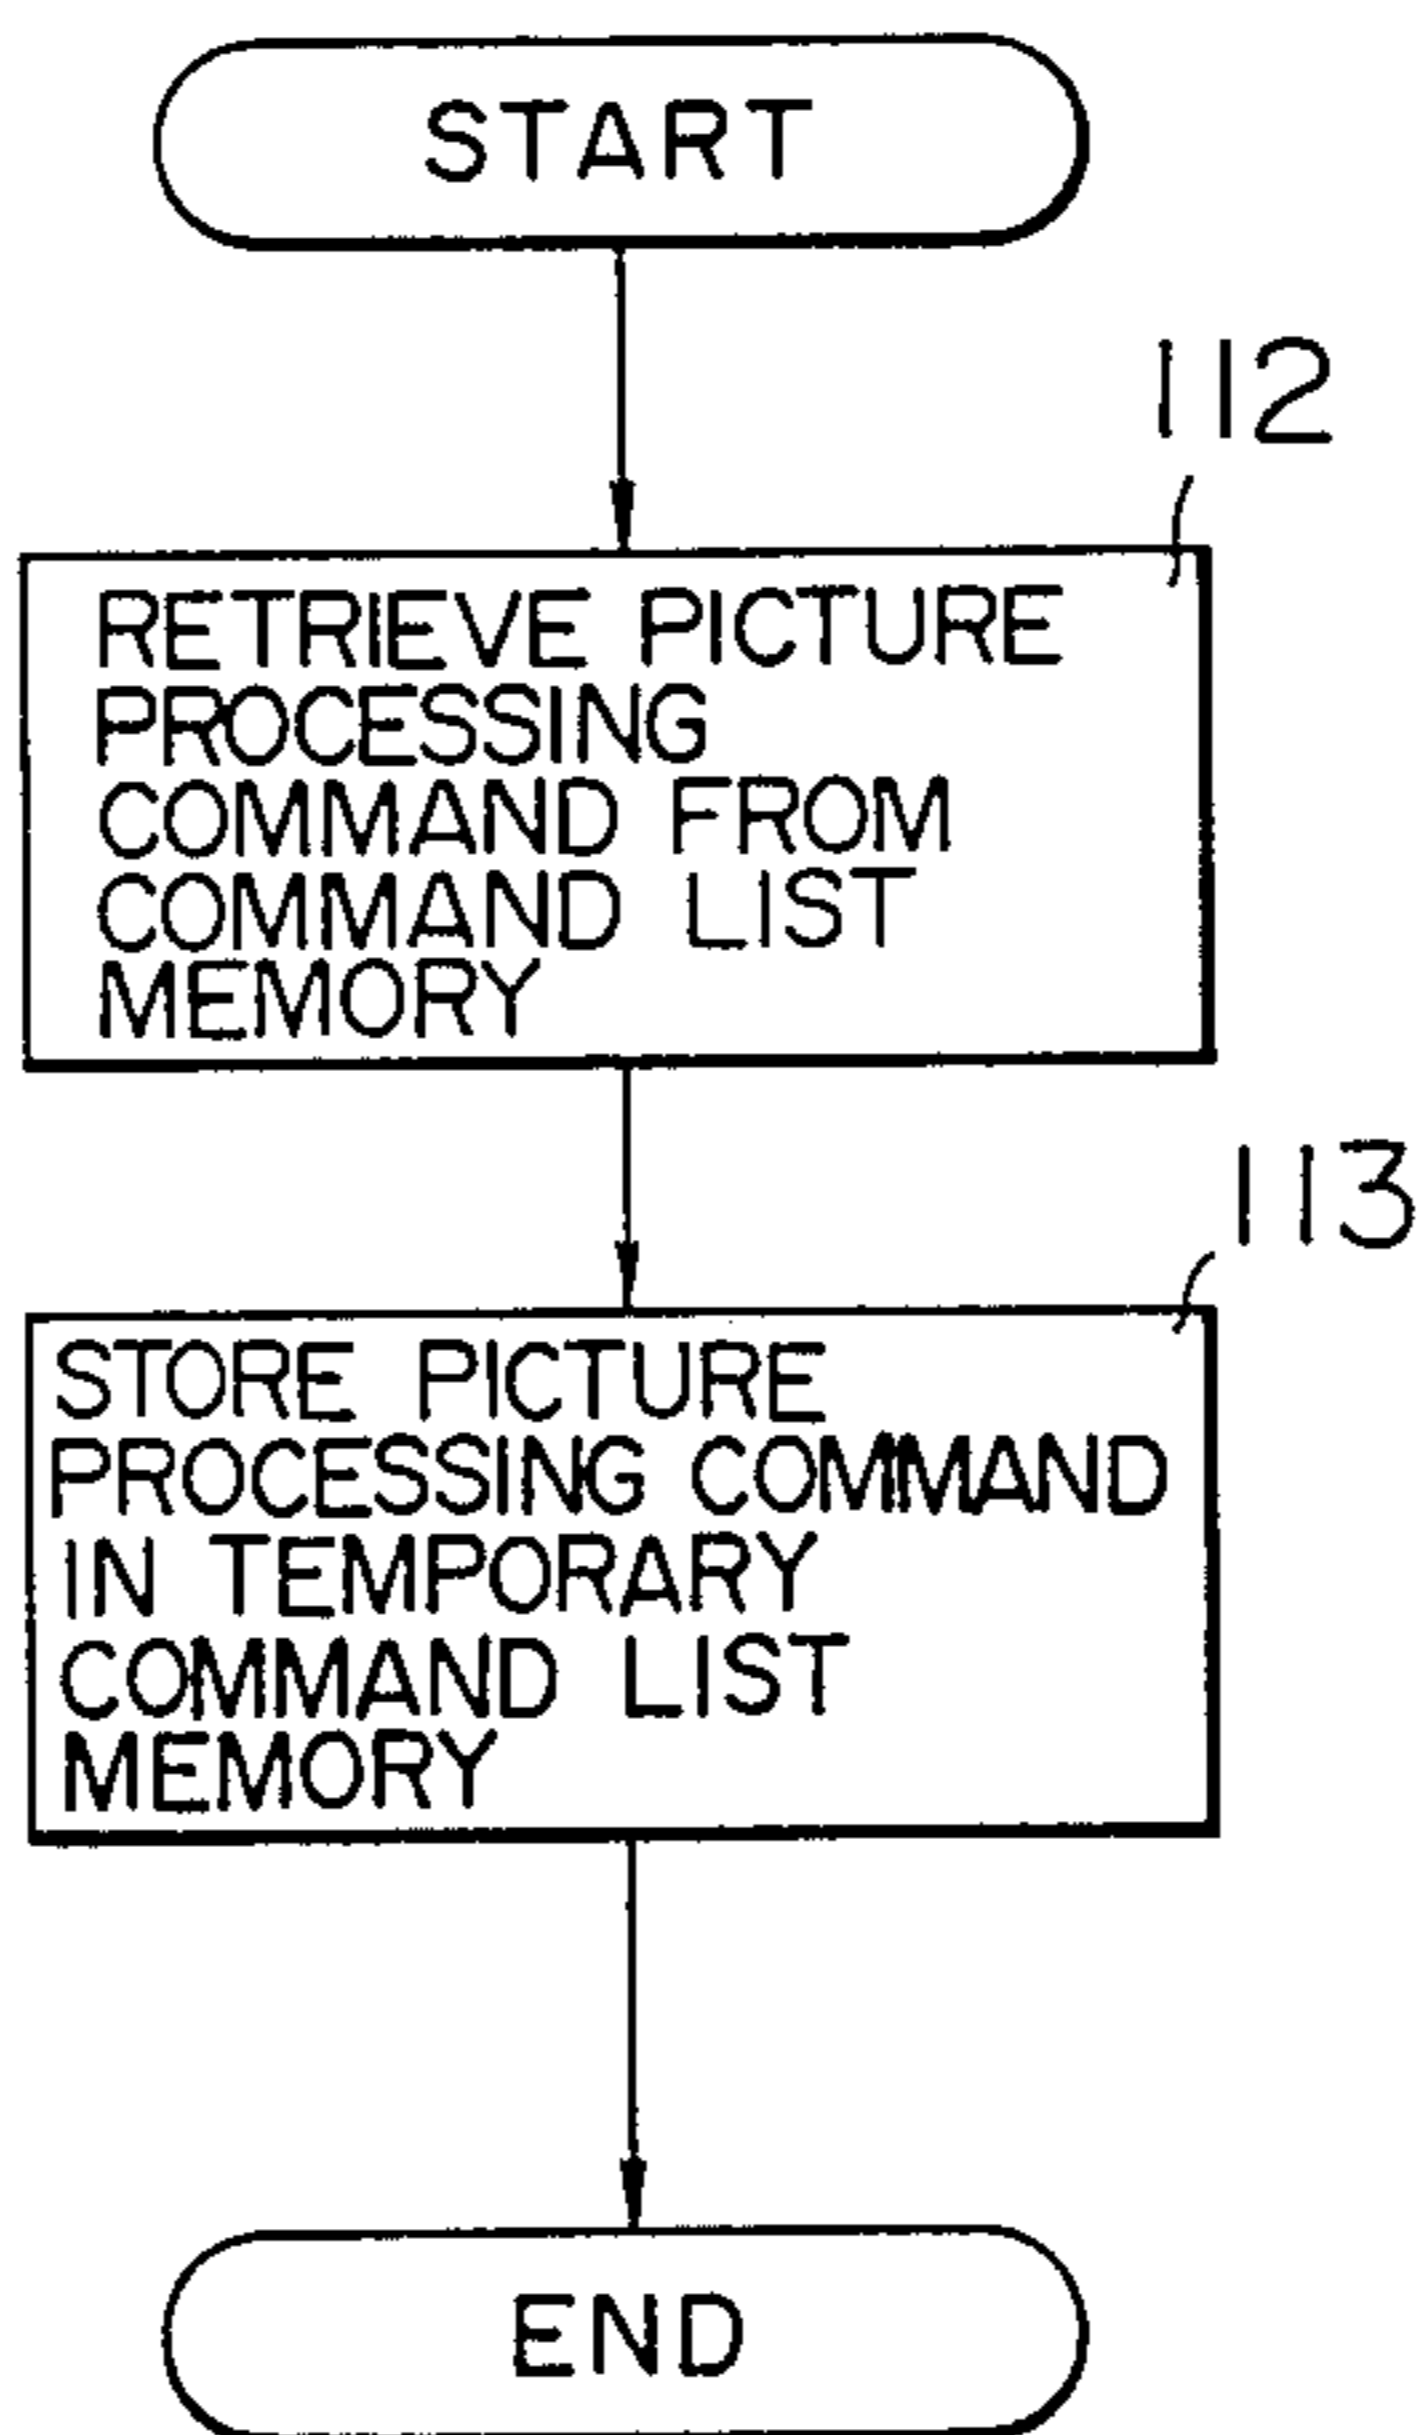 START
112
RETRIEVE PICTURE
PROCESSING
COMMAND FROM
COMMAND LIST
MEMORY
113
STORE PICTURE
PROCESSING COMMAND
IN TEMPORARY
COMMAND LIST
MEMORY
END